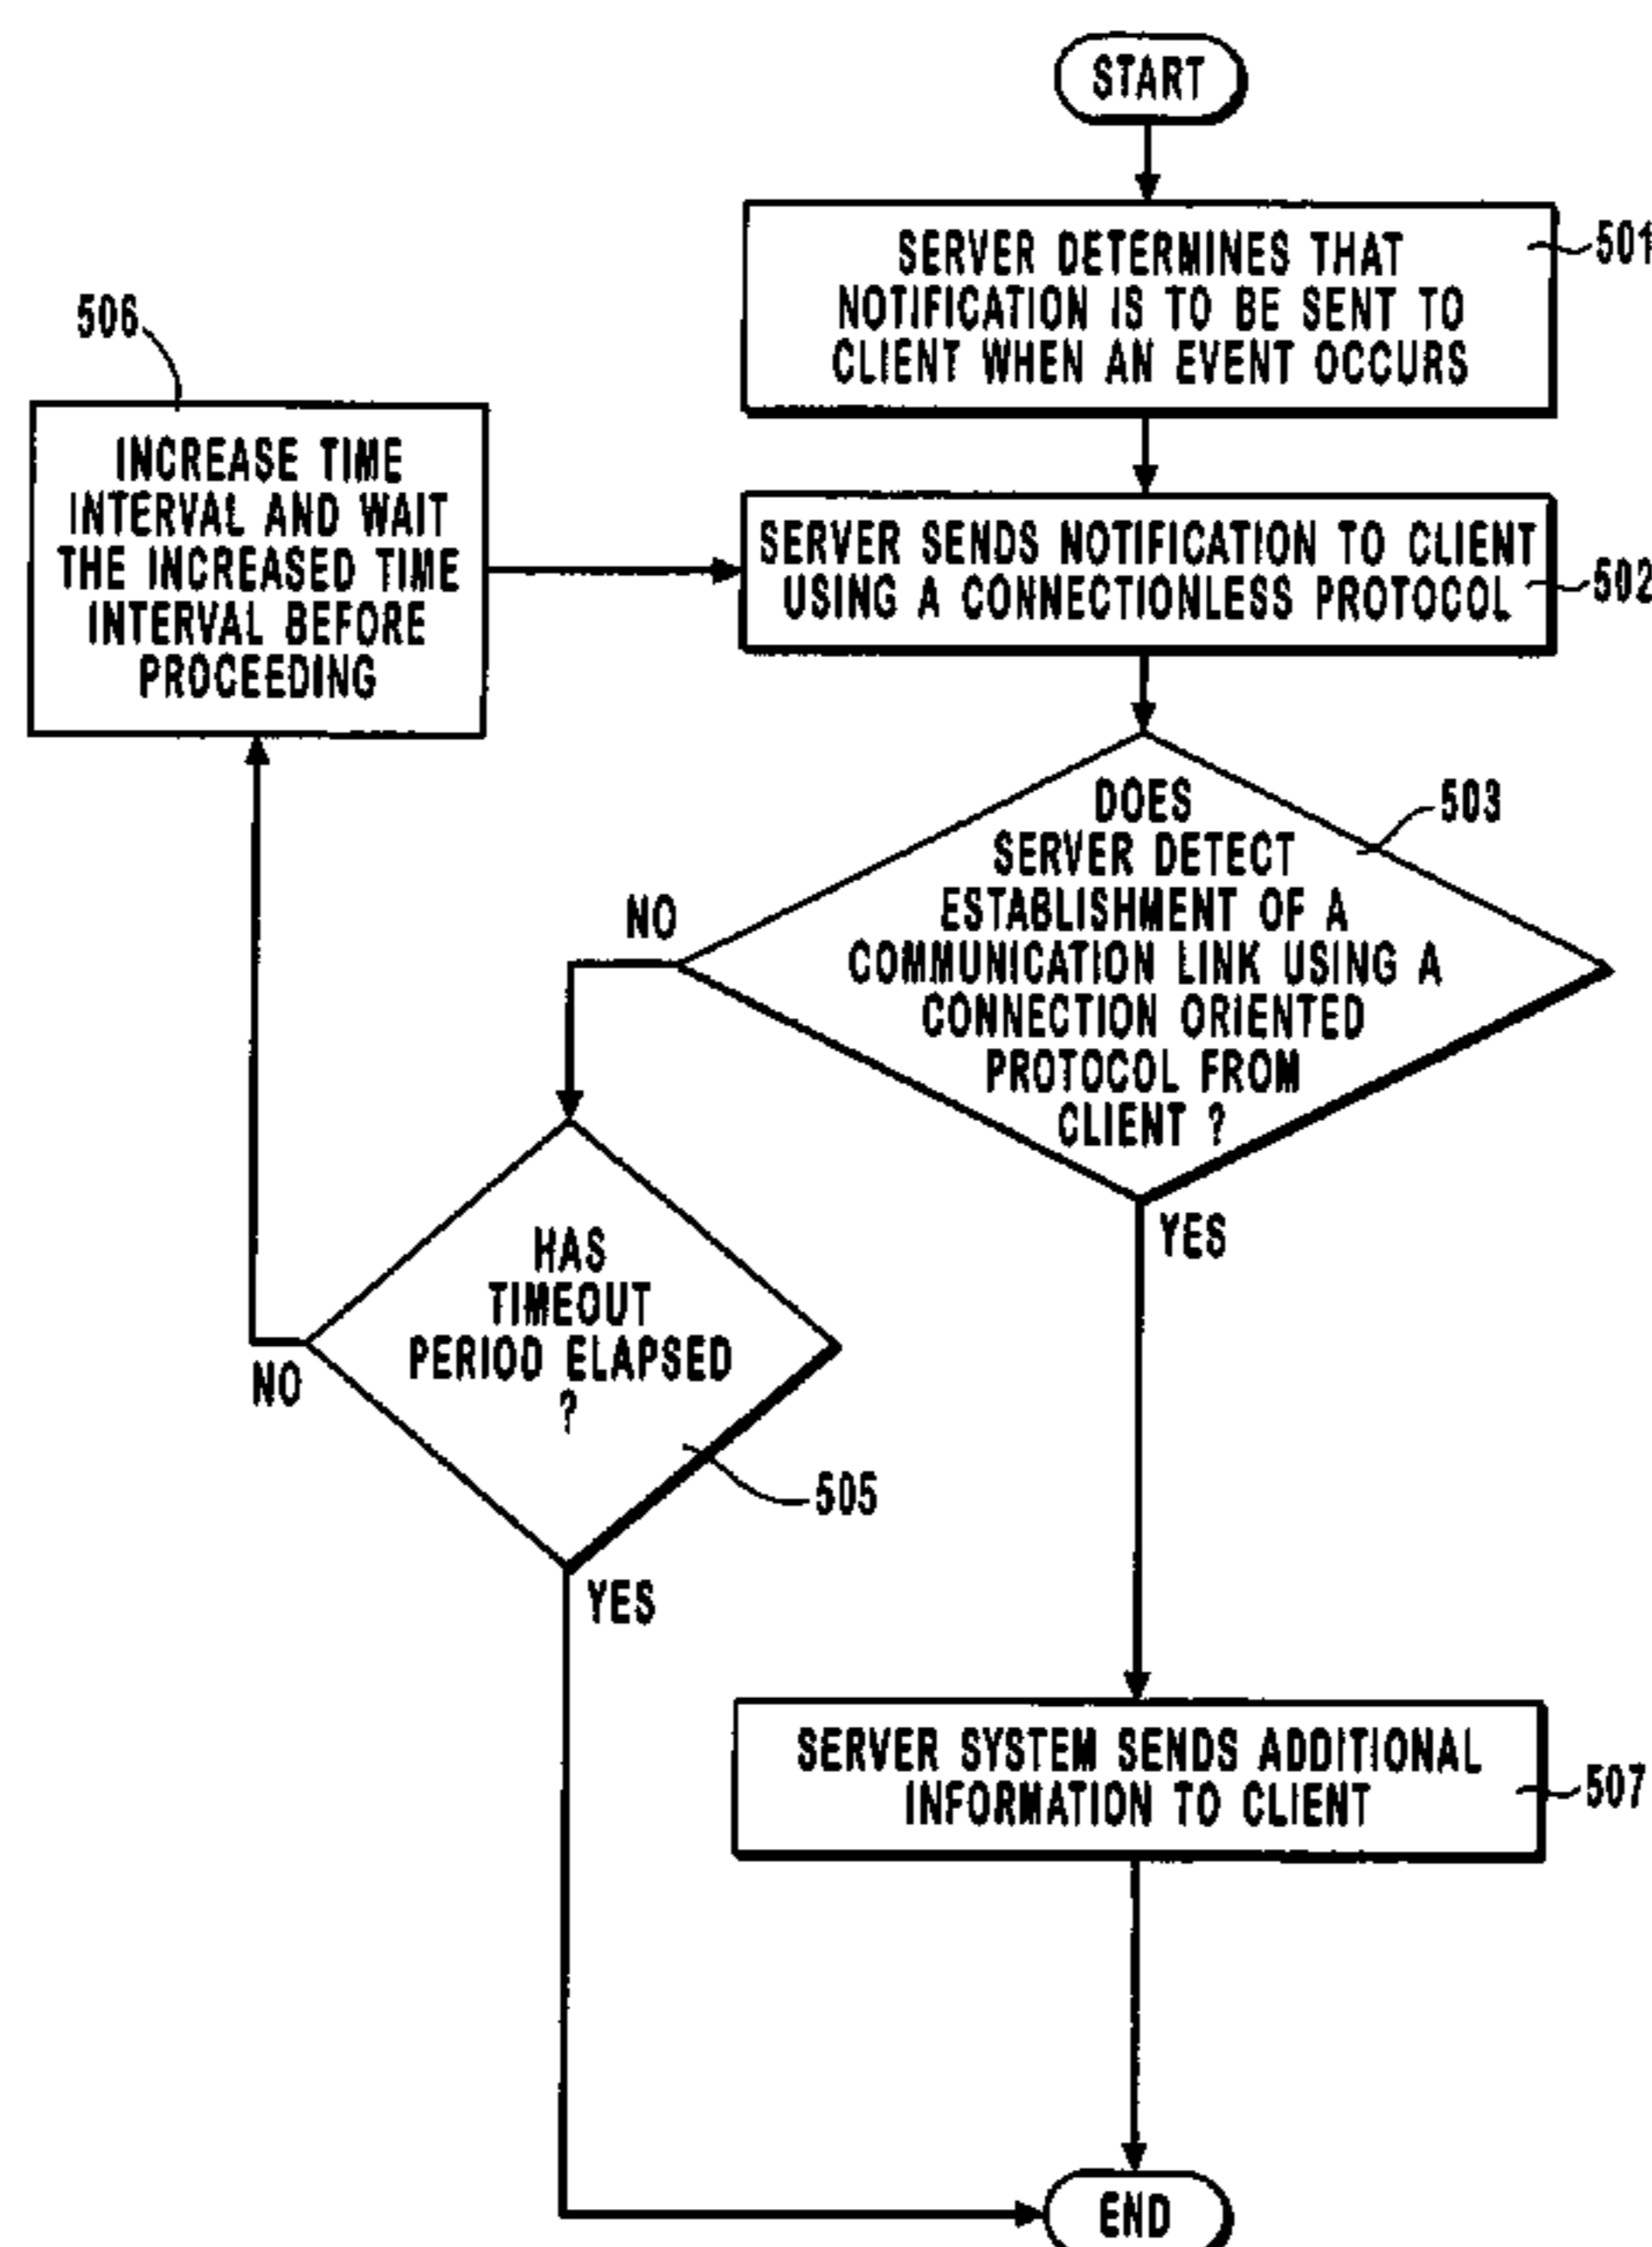 START
SERVER DETERMINES THAT
NOTIFICATION IS TO BE SENT TO
CLIENT WHEN AN EVENT OCCURS
501
506
INCREASE TIME
INTERVAL AND WAIT
THE INCREASED TIME
INTERVAL BEFORE
PROCEEDING
SERVER SENDS NOTIFICATION TO CLIENT
USING A CONNECTIONLESS PROTOCOL
502
DOES
SERVER DETECT
ESTABLISHMENT OF A
COMMUNICATION LINK USING A
CONNECTION ORIENTED
PROTOCOL FROM
CLIENT ?
503
NO
YES
HAS
TIMEOUT
PERIOD ELAPSED
?
NO
505
YES
SERVER SYSTEM SENDS ADDITIONAL
INFORMATION TO CLIENT
507
END